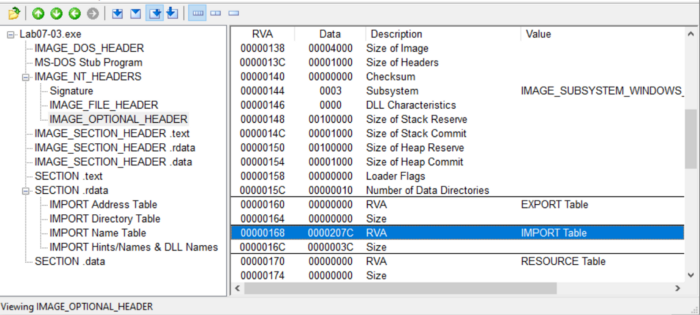 Lab07-03.exe
IMAGE_DOS_HEADER
MS-DOS Stub Program
IMAGE_NT_HEADERS
Signature
IMAGE_FILE_HEADER
IMAGE_OPTIONAL_HEADER
IMAGE_SECTION_HEADER .text
IMAGE_SECTION_HEADER .rdata
IMAGE_SECTION_HEADER .data
SECTION .text
SECTION .rdata
IMPORT Address Table
IMPORT Directory Table
IMPORT Name Table
IMPORT Hints/Names & DLL Names
SECTION .data
RVA Data Description Value
00000138 00004000 Size of Image
0000013C 00001000 Size of Headers
00000140 00000000 Checksum
00000144 0003 Subsystem IMAGE_SUBSYSTEM_WINDOWS_
00000146 0000 DLL Characteristics
00000148 00100000 Size of Stack Reserve
0000014C 00001000 Size of Stack Commit
00000150 00100000 Size of Heap Reserve
00000154 00001000 Size of Heap Commit
00000158 00000000 Loader Flags
0000015C 00000010 Number of Data Directories
00000160 00000000 RVA EXPORT Table
00000164 00000000 Size
00000168 0000207C RVA IMPORT Table
0000016C 0000003C Size
00000170 00000000 RVA RESOURCE Table
00000174 00000000 Size
Viewing IMAGE_OPTIONAL_HEADER